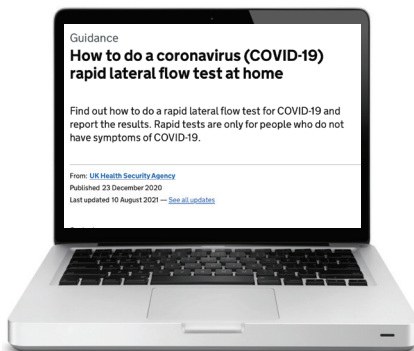 Guidance
How to do a coronavirus (COVID-19)
rapid lateral flow test at home
Find out how to do a rapid lateral flow test for COVID-19 and
report the results. Rapid tests are only for people who do not
have symptoms of COVID-19.
From: UK Health Security Agency
Published 23 December 2020
Last updated 10 August 2021 — See all updates